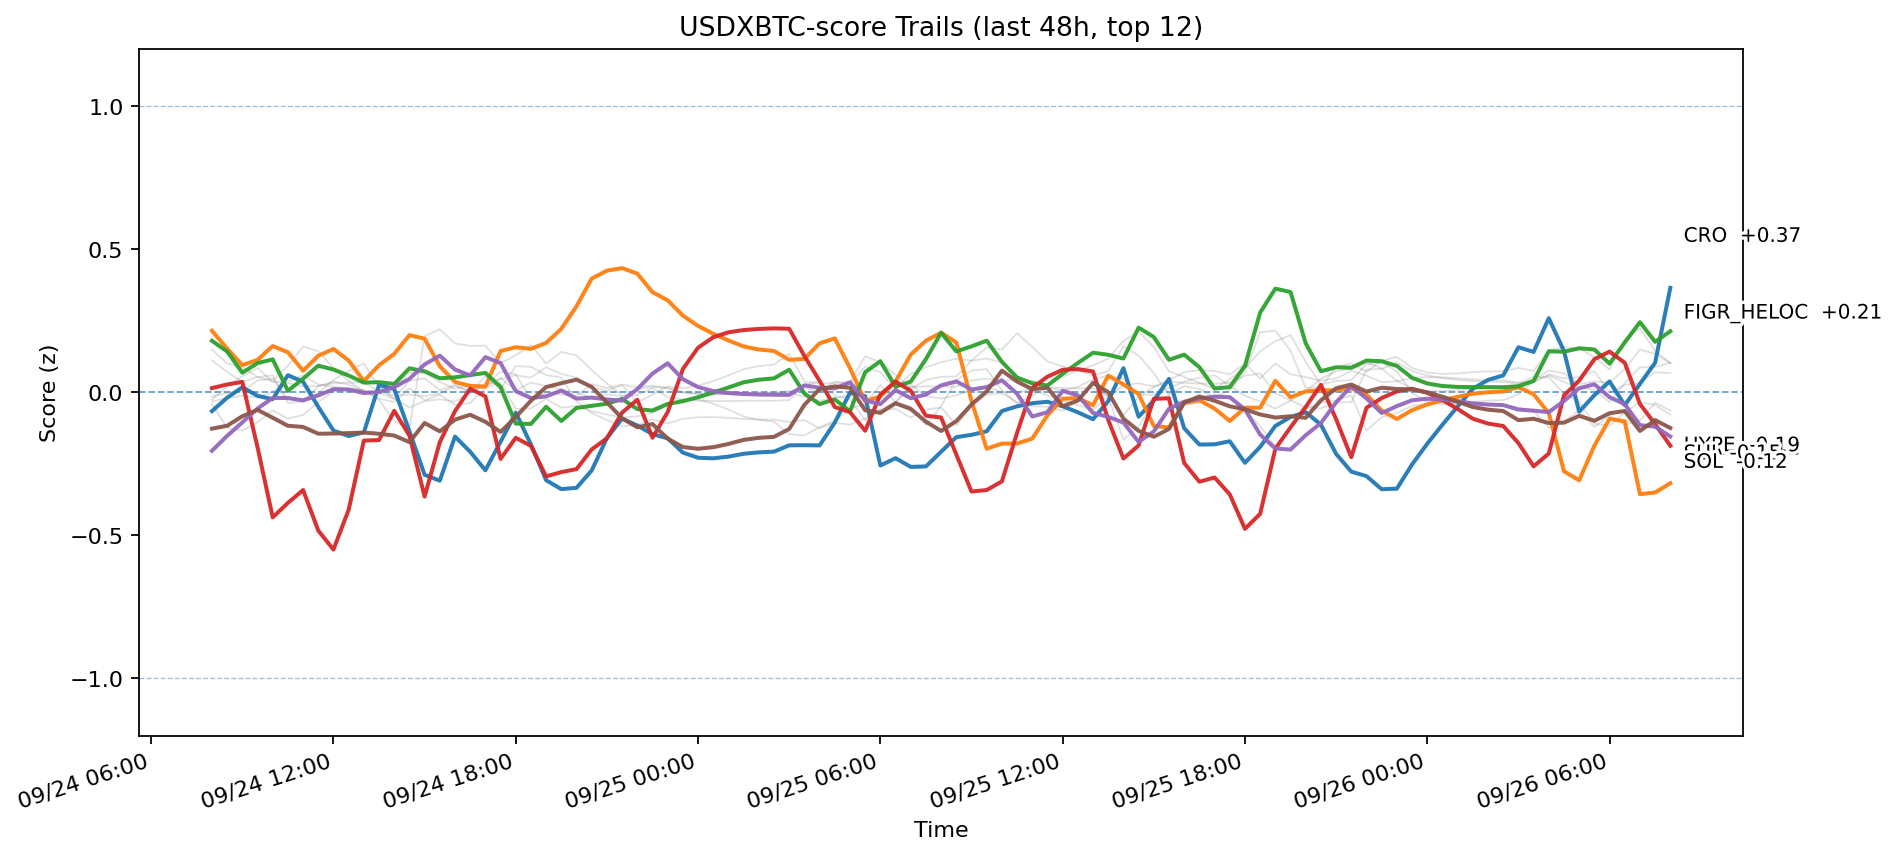 USDXBTC-score Trails (last 48h, top 12)
1.0
0.5
0.0
−0.5
−1.0
Score (z)
CRO +0.37
FIGR_HELOC +0.21
HYPE -0.19
SOL -0.12
09/24 06:00
09/24 12:00
09/24 18:00
09/25 00:00
09/25 06:00
09/25 12:00
09/25 18:00
09/26 00:00
09/26 06:00
Time